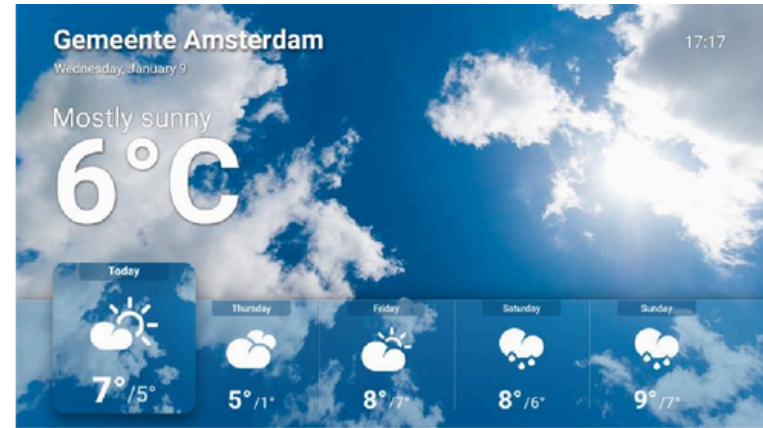 Gemeente Amsterdam
17:17
Wednesday, January 9
Mostly sunny
6°C
Today
7°/5°
Thursday
5°/1°
Friday
8°/7°
Saturday
8°/6°
Sunday
9°/7°